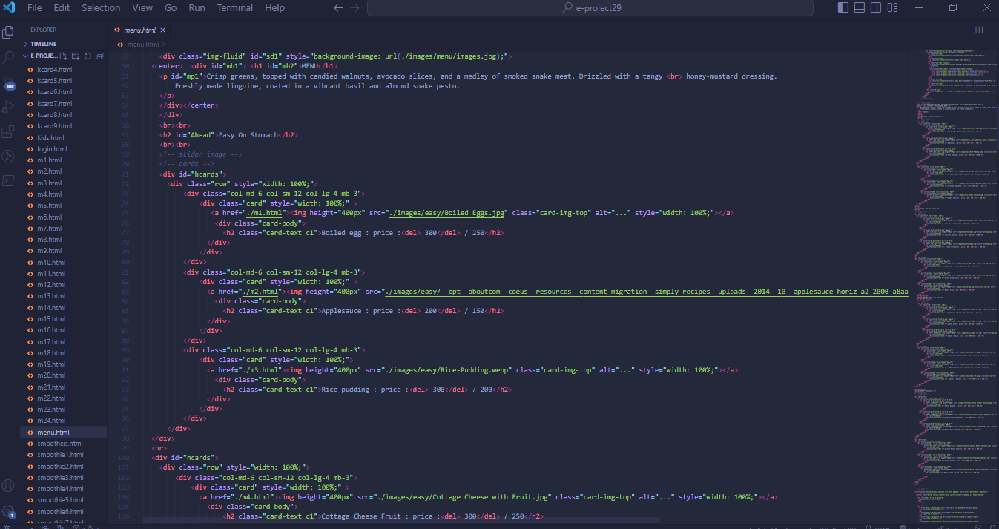 File Edit Selection View Go Run Terminal Help
e-project29
EXPLORER
TIMELINE
E-PROJE...
kcard4.html
kcard5.html
kcard6.html
kcard7.html
kcard8.html
kcard9.html
kids.html
login.html
m1.html
m2.html
m3.html
m4.html
m5.html
m6.html
m7.html
m8.html
m9.html
m10.html
m11.html
m12.html
m13.html
m14.html
m15.html
m16.html
m17.html
m18.html
m19.html
m20.html
m21.html
m22.html
m23.html
m24.html
menu.html
smootheis.html
smoothie1.html
smoothie2.html
smoothie3.html
smoothie4.html
smoothie5.html
smoothie6.html
smoothie7.html
10K
1
menu.html
menu.html > ...
59 <div class="img-fluid" id="sd1" style="background-image: url(./images/menu/images.jpg);">
60 <center> <div id="mh1"> <h1 id="mh2">MENU</h1>
61 <p id="mp1">Crisp greens, topped with candied walnuts, avocado slices, and a medley of smoked snake meat. Drizzled with a tangy <br> honey-mustard dressing.
62 Freshly made linguine, coated in a vibrant basil and almond snake pesto.
63 </p>
64 </div></center>
65 </div>
66 <br><br>
67 <h2 id="Ahead">Easy On Stomach</h2>
68 <br><br>
69 <!-- slider image -->
70 <!-- cards -->
71 <div id="hcards">
72 <div class="row" style="width: 100%;">
73 <div class="col-md-6 col-sm-12 col-lg-4 mb-3">
74 <div class="card" style="width: 100%;" >
75 <a href="./m1.html"><img height="400px" src="./images/easy/Boiled Eggs.jpg" class="card-img-top" alt="..." style="width: 100%;"></a>
76 <div class="card-body">
77 <h2 class="card-text c1">Boiled egg : price :<del> 300</del> / 250</h2>
78 </div>
79 </div>
80 </div>
81 <div class="col-md-6 col-sm-12 col-lg-4 mb-3">
82 <div class="card" style="width: 100%;" >
83 <a href="./m2.html"><img height="400px" src="./images/easy/__opt__aboutcom__coeus__resources__content_migration__simply_recipes__uploads__2014__10__applesauce-horiz-a2-2000-a8aa
84 <div class="card-body">
85 <h2 class="card-text c1">Applesauce : price :<del> 200</del> / 150</h2>
86 </div>
87 </div>
88 </div>
89 <div class="col-md-6 col-sm-12 col-lg-4 mb-3">
90 <div class="card" style="width: 100%;">
91 <a href="./m3.html"><img height="400px" src="./images/easy/Rice-Pudding.webp" class="card-img-top" alt="..." style="width: 100%;"></a>
92 <div class="card-body">
93 <h2 class="card-text c1">Rice pudding : price :<del> 300</del> / 200</h2>
94 </div>
95 </div>
96 </div>
97 </div>
98 </div>
99 <hr>
100 <div id="hcards">
101 <div class="row" style="width: 100%;">
102 <div class="col-md-6 col-sm-12 col-lg-4 mb-3">
103 <div class="card" style="width: 100%;" >
104 <a href="./m4.html"><img height="400px" src="./images/easy/Cottage Cheese with Fruit.jpg" class="card-img-top" alt="..." style="width: 100%;"></a>
105 <div class="card-body">
106 <h2 class="card-text c1">Cottage Cheese Fruit : price :<del> 300</del> / 250</h2>